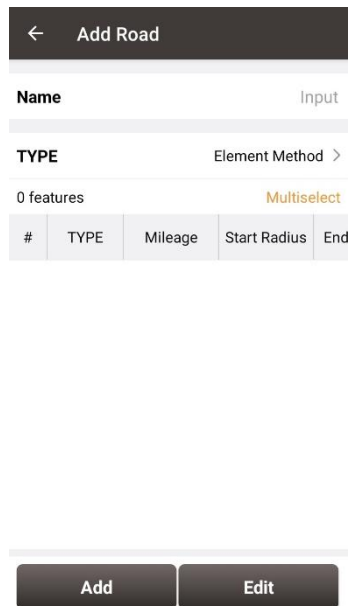 ← Add Road
Name Input
TYPE Element Method >
0 features Multiselect
# TYPE Mileage Start Radius End
Add Edit